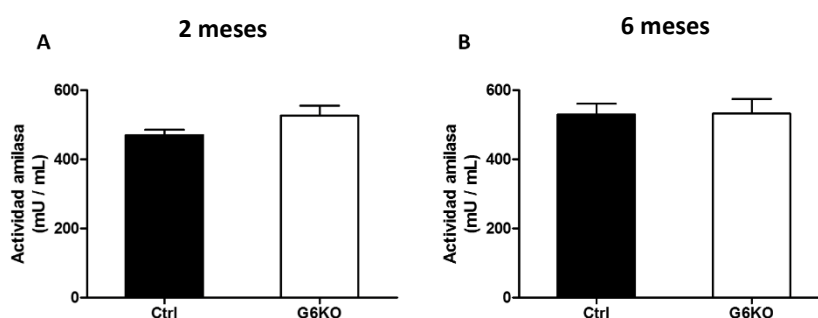 A
2 meses
Actividad amilasa
(mU / mL)
600
400
200
0
Ctrl
G6KO
B
6 meses
Actividad amilasa
(mU / mL)
600
400
200
0
Ctrl
G6KO